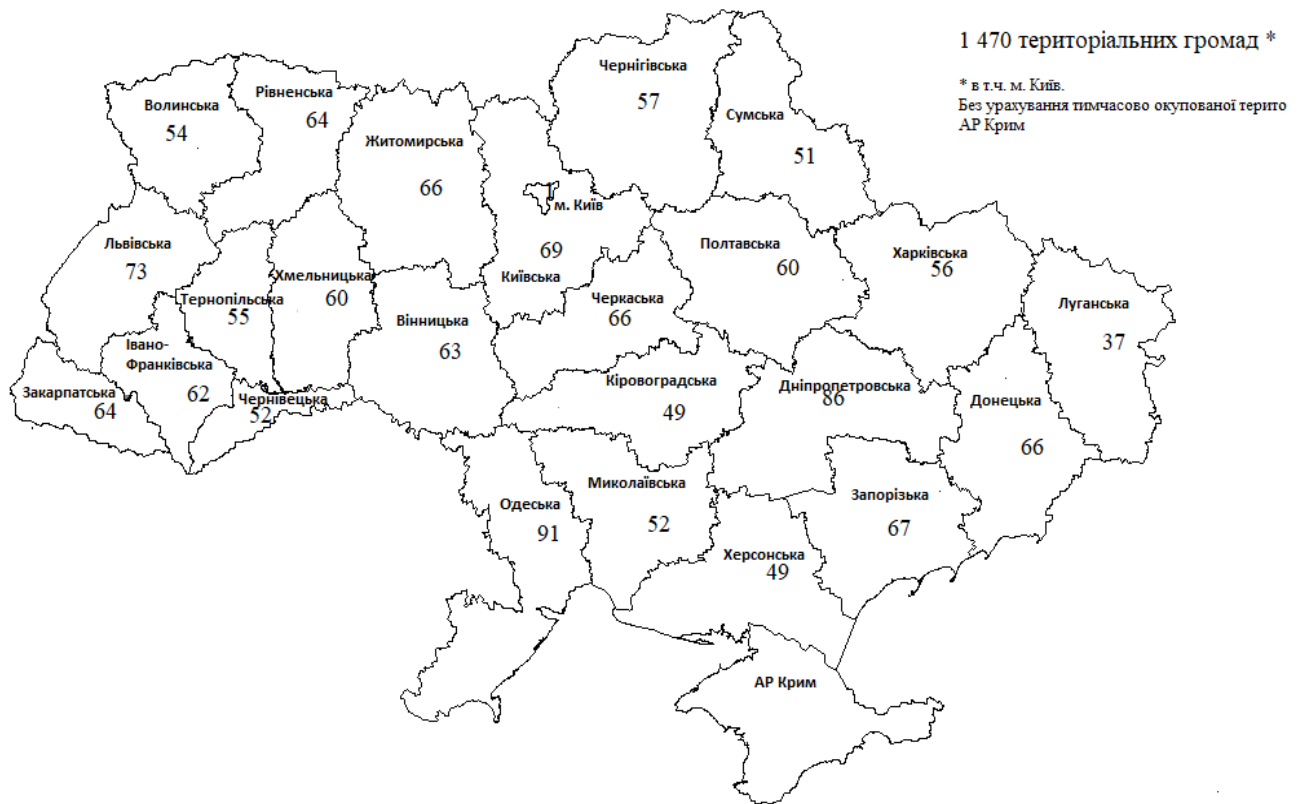 1 470 територіальних громад *
* в т.ч. м. Київ.
Без урахування тимчасово окупованої терито
АР Крим
Чернігівська
57
Сумська
51
Волинська
54
Рівненська
64
Житомирська
66
1
м. Київ
69
Київська
Львівська
73
Тернопільська
55
Хмельницька
60
Вінницька
63
Черкаська
66
Полтавська
60
Харківська
56
Луганська
37
Івано-
Франківська
62
Закарпатська
64
Чернівецька
52
Кіровоградська
49
Дніпропетровська
86
Донецька
66
Одеська
91
Миколаївська
52
Запорізька
67
Херсонська
49
АР Крим